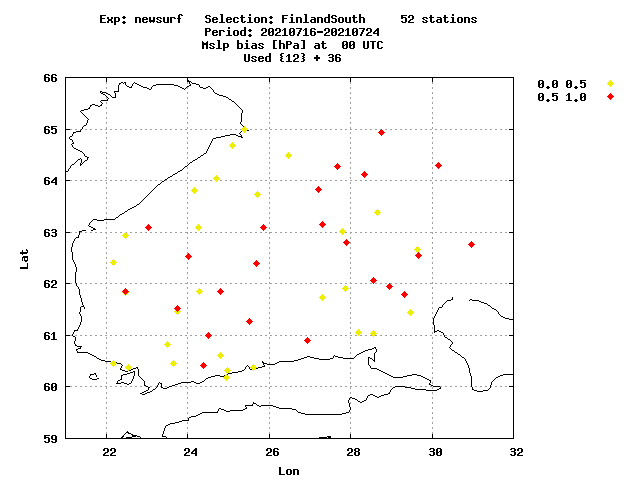 Exp: newsurf   Selection: FinlandSouth     52 stations
Period: 20210716-20210724
Mslp bias [hPa] at  00 UTC
Used {12} + 36
0.0 0.5
0.5 1.0
66
65
64
63
62
61
60
59
Lat
22 24 26 28 30 32
Lon